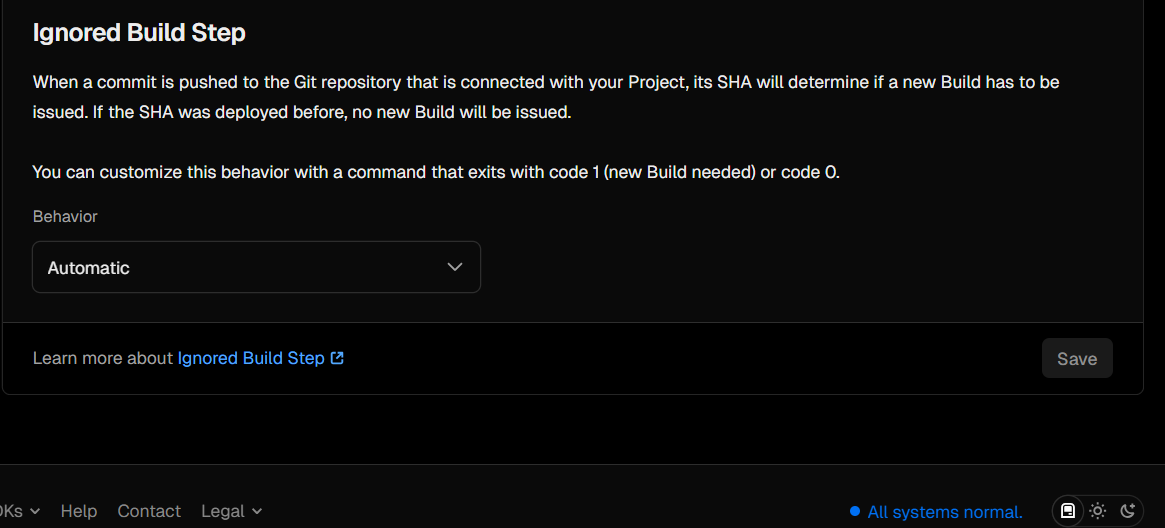 Ignored Build Step
When a commit is pushed to the Git repository that is connected with your Project, its SHA will determine if a new Build has to be
issued. If the SHA was deployed before, no new Build will be issued.
You can customize this behavior with a command that exits with code 1 (new Build needed) or code 0.
Behavior
Automatic
Learn more about Ignored Build Step
Save
Help Contact Legal
All systems normal.